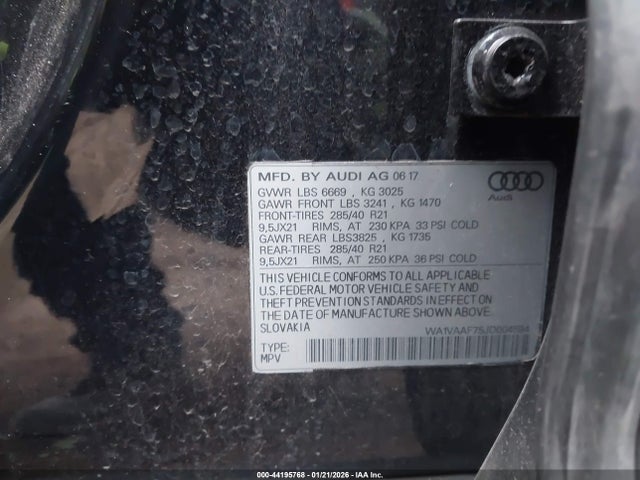 MFD. BY AUDI AG 06 17
GVWR LBS 6669 , KG 3025
GAWR FRONT LBS 3241 , KG 1470
FRONT-TIRES 285/40 R21
9,5JX21 RIMS, AT 230 KPA 33 PSI COLD
GAWR REAR LBS3825 , KG 1735
REAR-TIRES 285/40 R21
9,5JX21 RIMS, AT 250 KPA 36 PSI COLD
Audi
THIS VEHICLE CONFORMS TO ALL APPLICABLE
U.S. FEDERAL MOTOR VEHICLE SAFETY AND
THEFT PREVENTION STANDARDS IN EFFECT ON
THE DATE OF MANUFACTURE SHOWN ABOVE.
SLOVAKIA
TYPE:
MPV
000-44195768 - 01/21/2026 - IAA Inc.